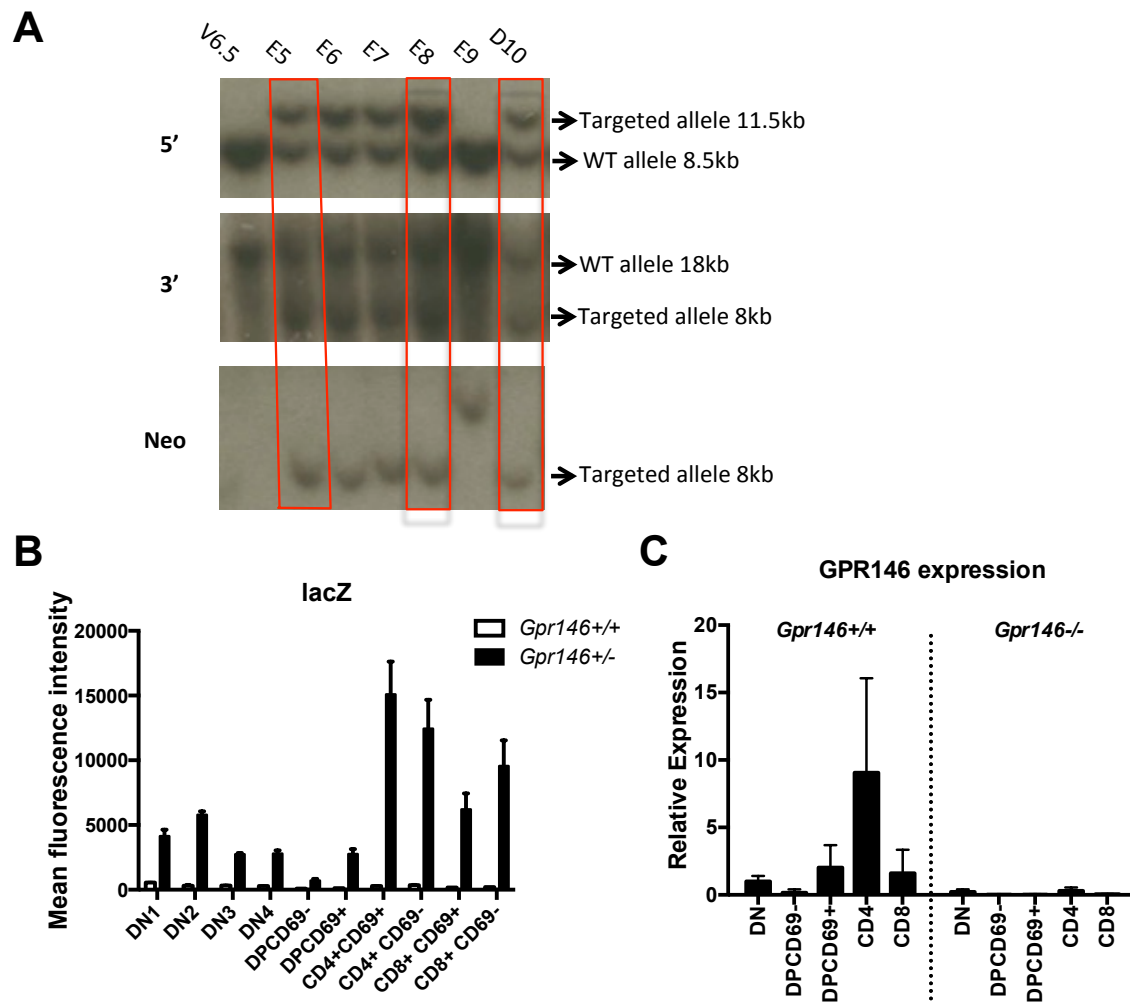 A
V6.5 E5 E6 E7 E8 E9 D10
5’
Targeted allele 11.5kb
WT allele 8.5kb
3’
WT allele 18kb
Targeted allele 8kb
Neo
Targeted allele 8kb
B
lacZ
Mean fluorescence intensity
20000
15000
10000
5000
0
Gpr146+/+
Gpr146+/-
DN1
DN2
DN3
DN4
DPCD69-
DPCD69+
CD4+CD69+
CD4+ CD69-
CD8+ CD69+
CD8+ CD69-
C
GPR146 expression
Relative Expression
20
15
10
5
0
Gpr146+/+
Gpr146-/-
DN
DPCD69-
DPCD69+
CD4
CD8
DN
DPCD69-
DPCD69+
CD4
CD8